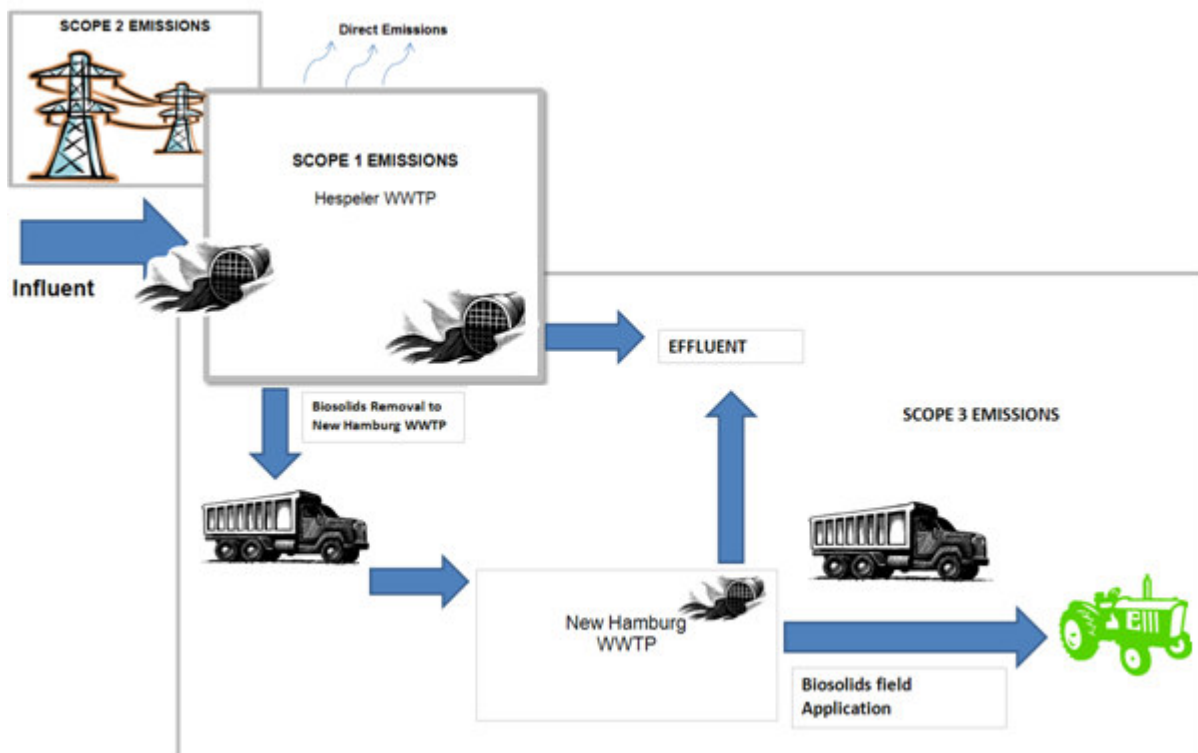 SCOPE 2 EMISSIONS
Direct Emissions
SCOPE 1 EMISSIONS
Hespeler WWTP
Influent
EFFLUENT
Biosolids Removal to
New Hamburg WWTP
SCOPE 3 EMISSIONS
New Hamburg
WWTP
Biosolids field
Application